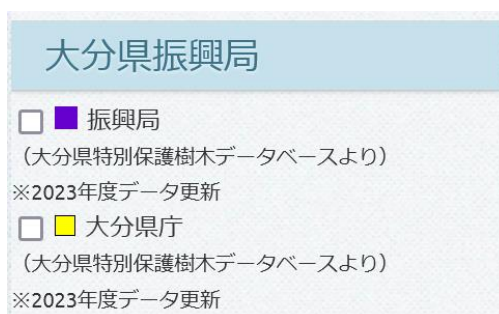 大分県振興局
振興局
（大分県特別保護樹木データベースより）
※2023年度データ更新
大分県庁
（大分県特別保護樹木データベースより）
※2023年度データ更新